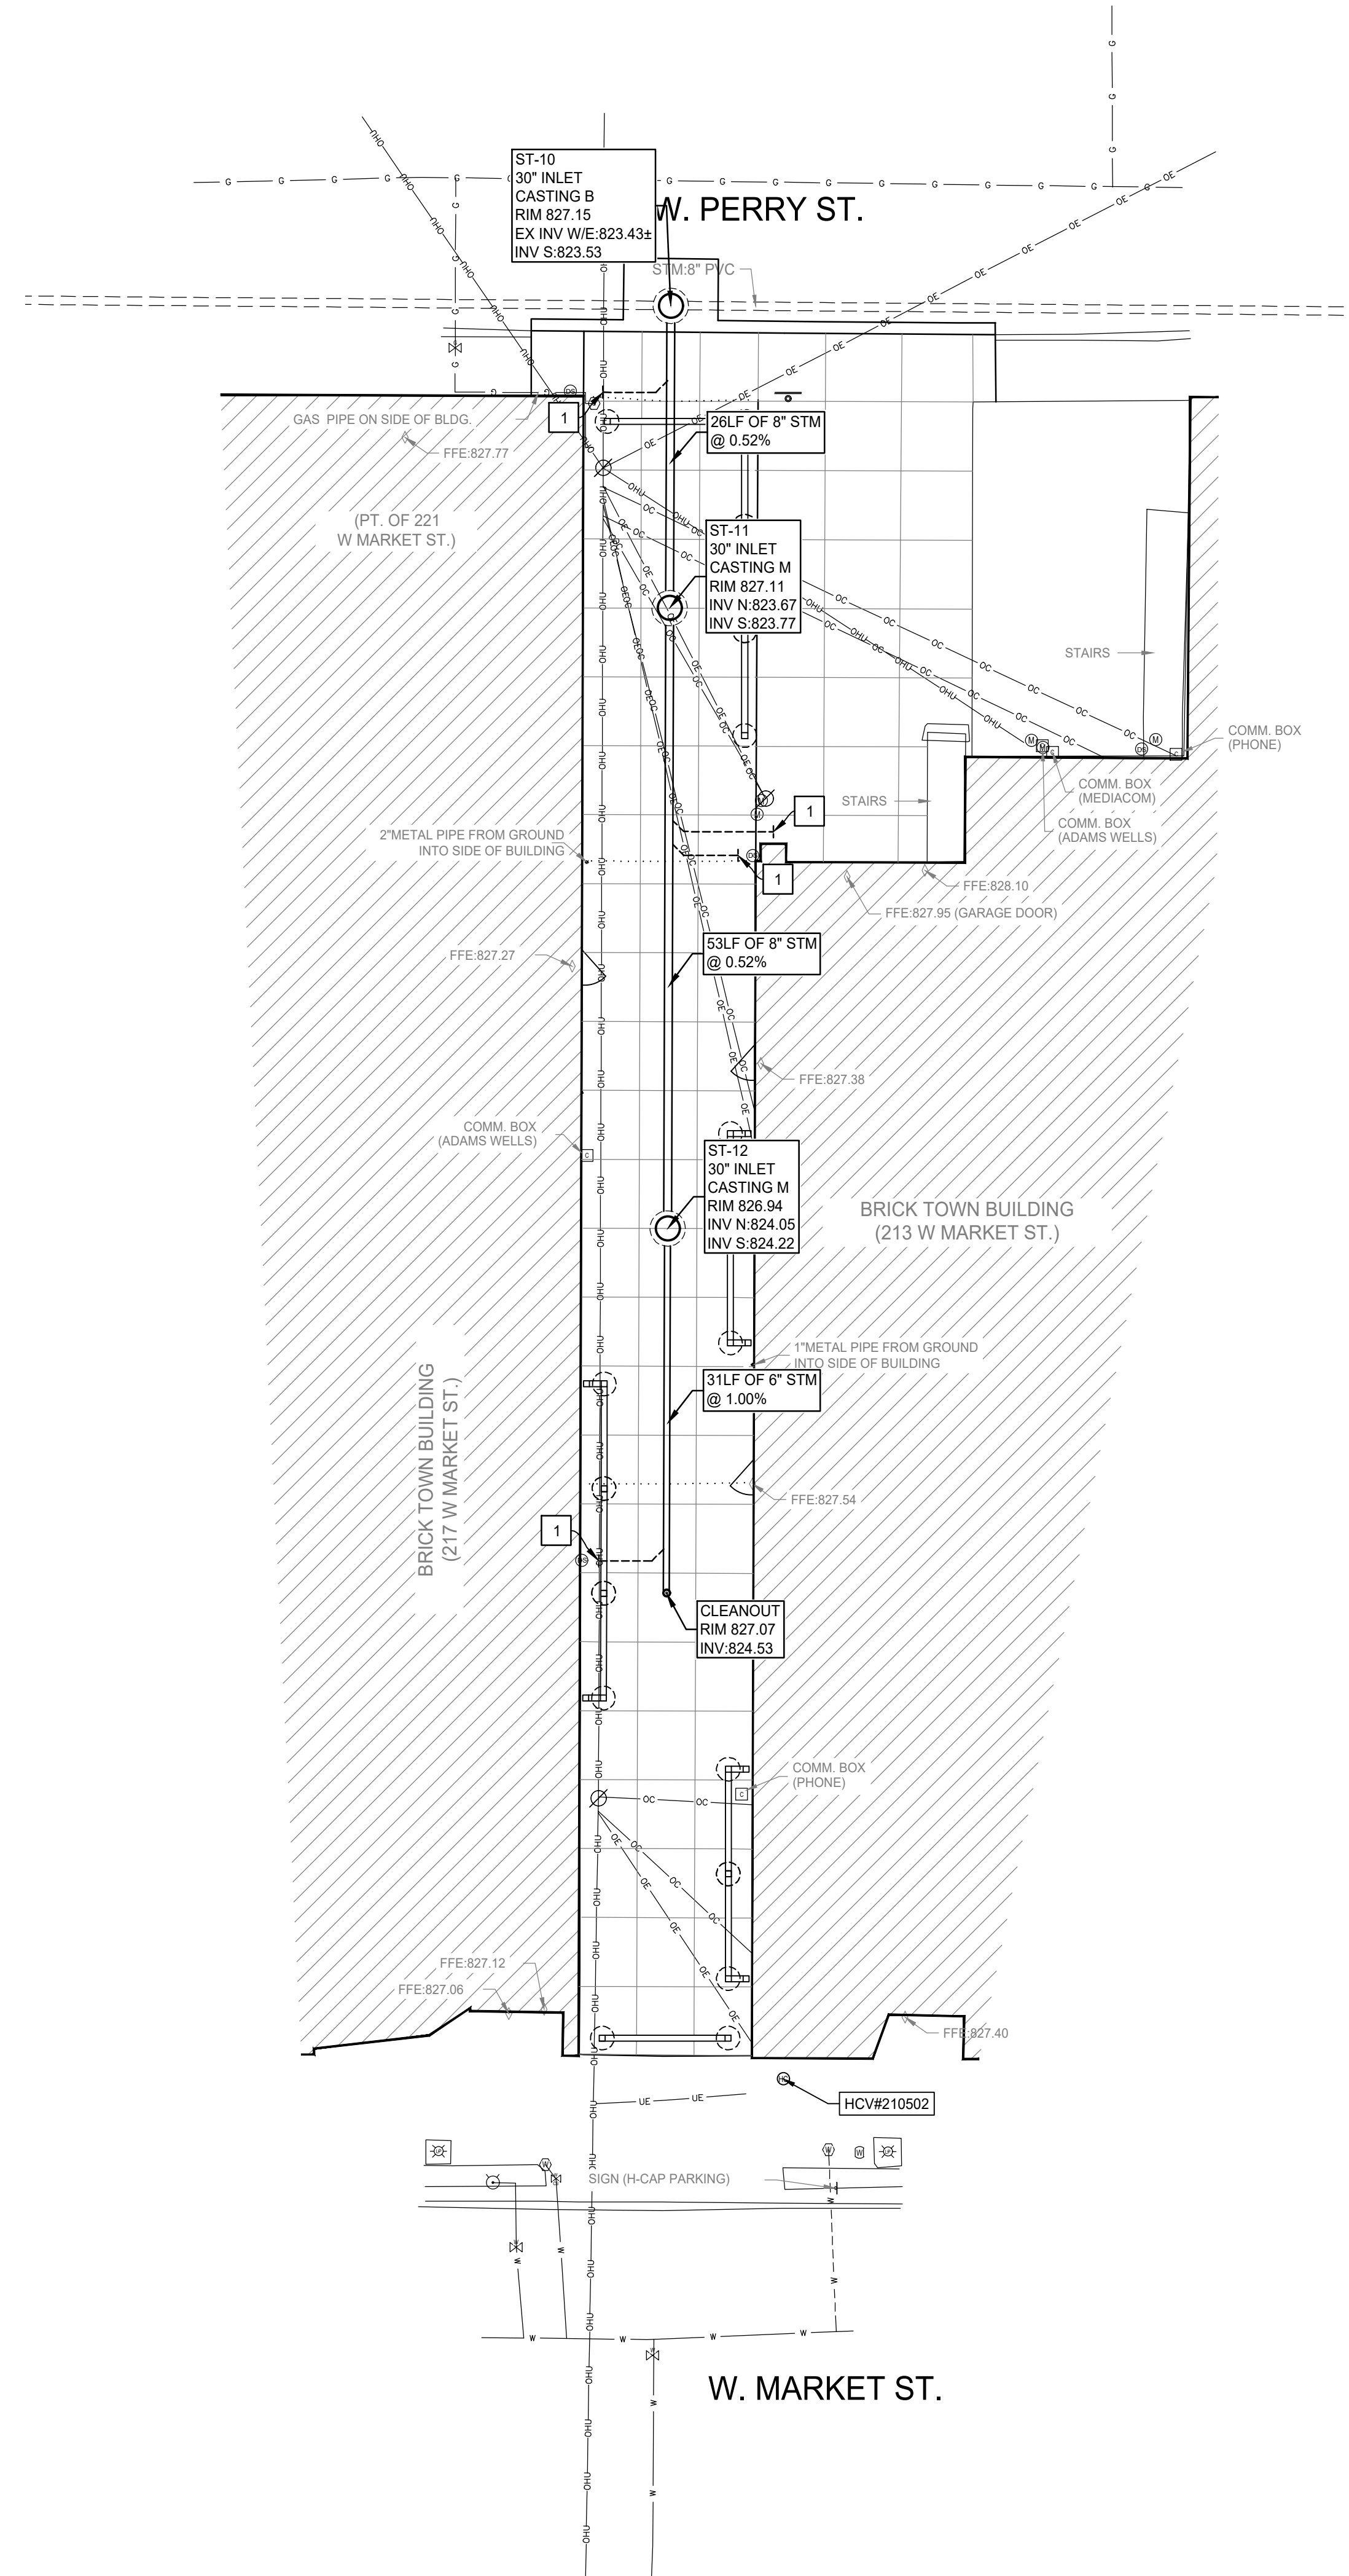 ST-10
30" INLET
CASTING B
RIM 827.15
EX INV W/E:823.43±
INV S:823.53
W. PERRY ST.
STM:8" PVC
GAS PIPE ON SIDE OF BLDG.
1
26LF OF 8" STM
@ 0.52%
FFE:827.77
(PT. OF 221
W MARKET ST.)
ST-11
30" INLET
CASTING M
RIM 827.11
INV N:823.67
INV S:823.77
STAIRS
COMM. BOX
(PHONE)
COMM. BOX
(MEDIACOM)
COMM. BOX
(ADAMS WELLS)
STAIRS
1
2"METAL PIPE FROM GROUND
INTO SIDE OF BUILDING
1
FFE:828.10
FFE:827.95 (GARAGE DOOR)
53LF OF 8" STM
@ 0.52%
FFE:827.27
FFE:827.38
COMM. BOX
(ADAMS WELLS)
ST-12
30" INLET
CASTING M
RIM 826.94
INV N:824.05
INV S:824.22
BRICK TOWN BUILDING
(213 W MARKET ST.)
1"METAL PIPE FROM GROUND
INTO SIDE OF BUILDING
31LF OF 6" STM
@ 1.00%
BRICK TOWN BUILDING
(217 W MARKET ST.)
FFE:827.54
1
CLEANOUT
RIM 827.07
INV:824.53
COMM. BOX
(PHONE)
FFE:827.12
FFE:827.06
FFE:827.40
HCV#210502
SIGN (H-CAP PARKING)
W. MARKET ST.